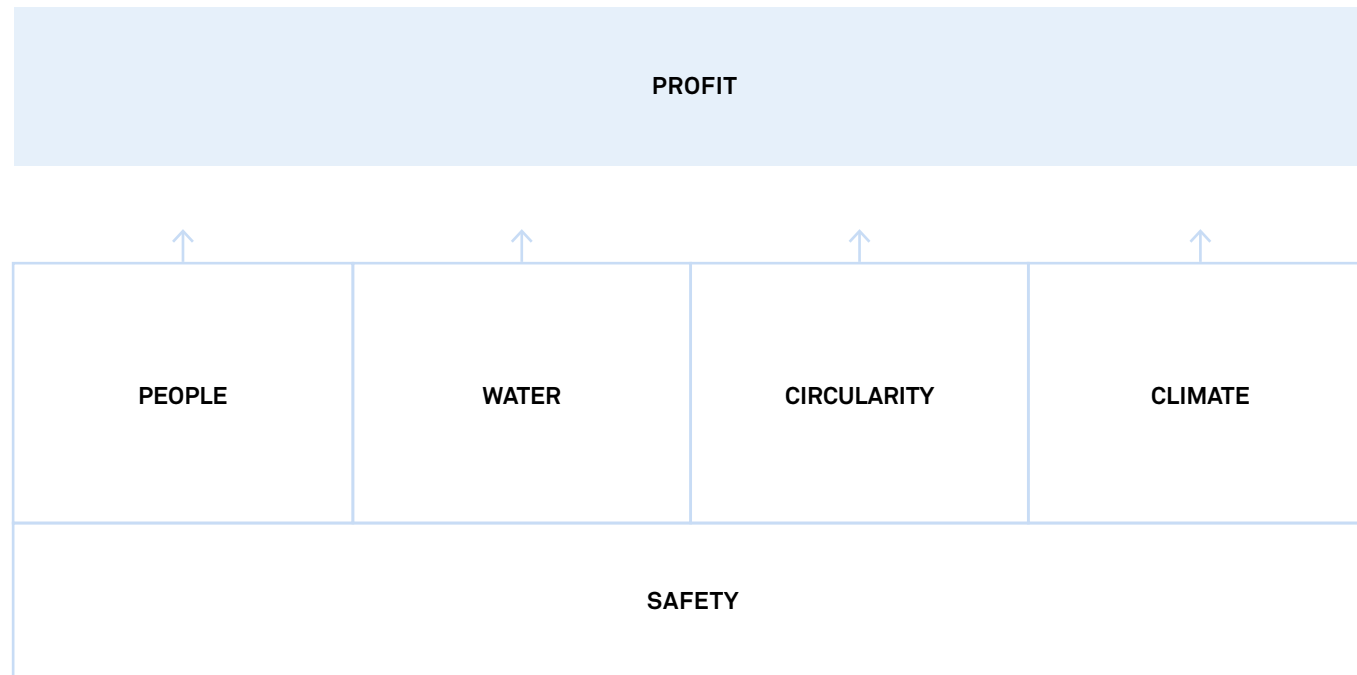 PROFIT
PEOPLE
WATER
CIRCULARITY
CLIMATE
SAFETY